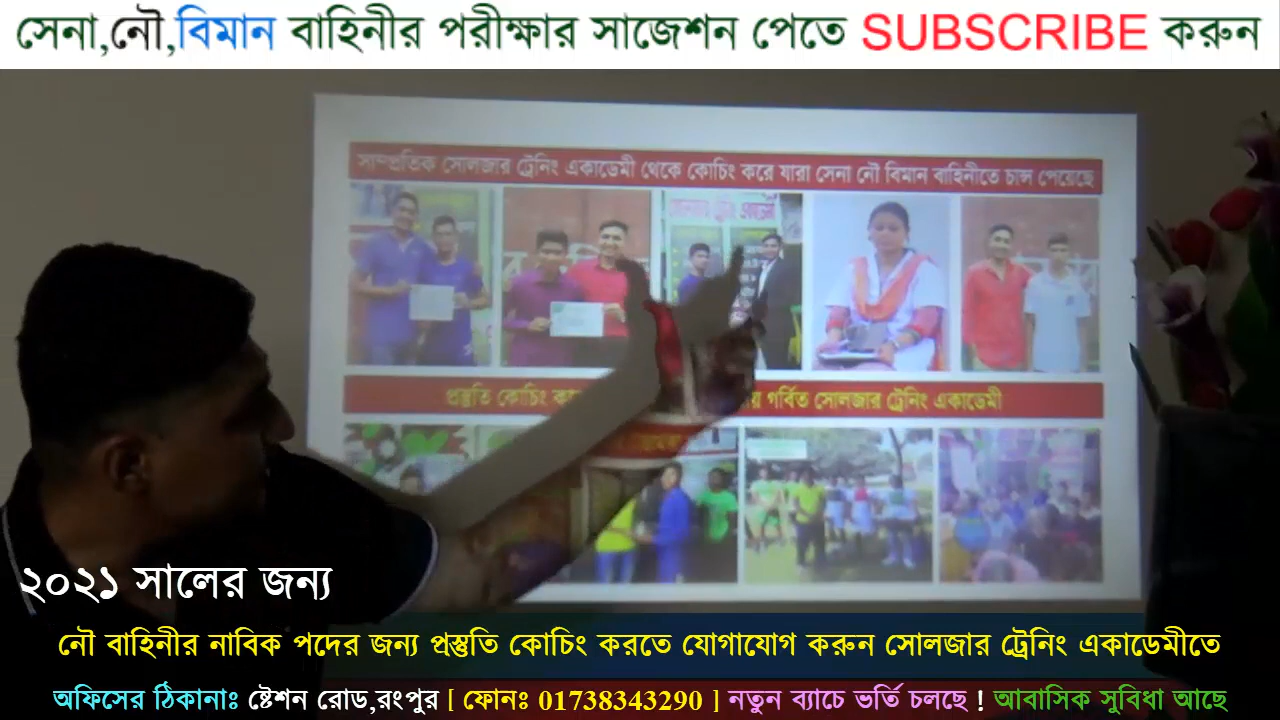 সেনা,নৌ,বিমান বাহিনীর পরীক্ষার সাজেশন পেতে SUBSCRIBE করুন
সাম্প্রতিক সোলজার ট্রেনিং একাডেমী থেকে কোচিং করে যারা সেনা নৌ বিমান বাহিনীতে চান্স পেয়েছে
প্রস্তুতি কোচিং গর্বিত সোলজার ট্রেনিং একাডেমী
২০২১ সালের জন্য
নৌ বাহিনীর নাবিক পদের জন্য প্রস্তুতি কোচিং করতে যোগাযোগ করুন সোলজার ট্রেনিং একাডেমীতে
অফিসের ঠিকানাঃ ষ্টেশন রোড,রংপুর [ ফোনঃ 01738343290 ] নতুন ব্যাচে ভর্তি চলছে ! আবাসিক সুবিধা আছে